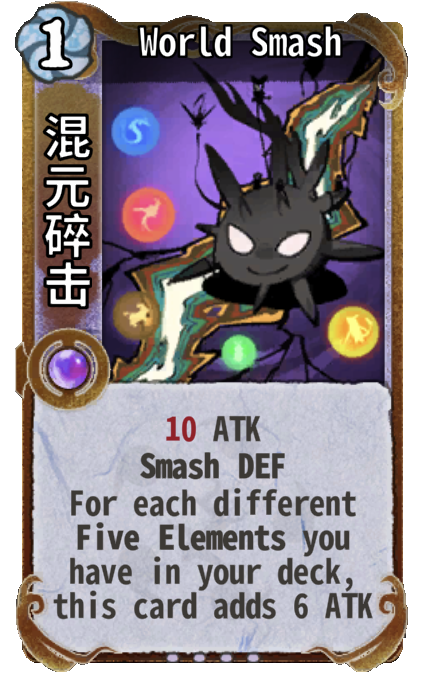 1
World Smash
混元碎击
10 ATK
Smash DEF
For each different
Five Elements you
have in your deck,
this card adds 6 ATK